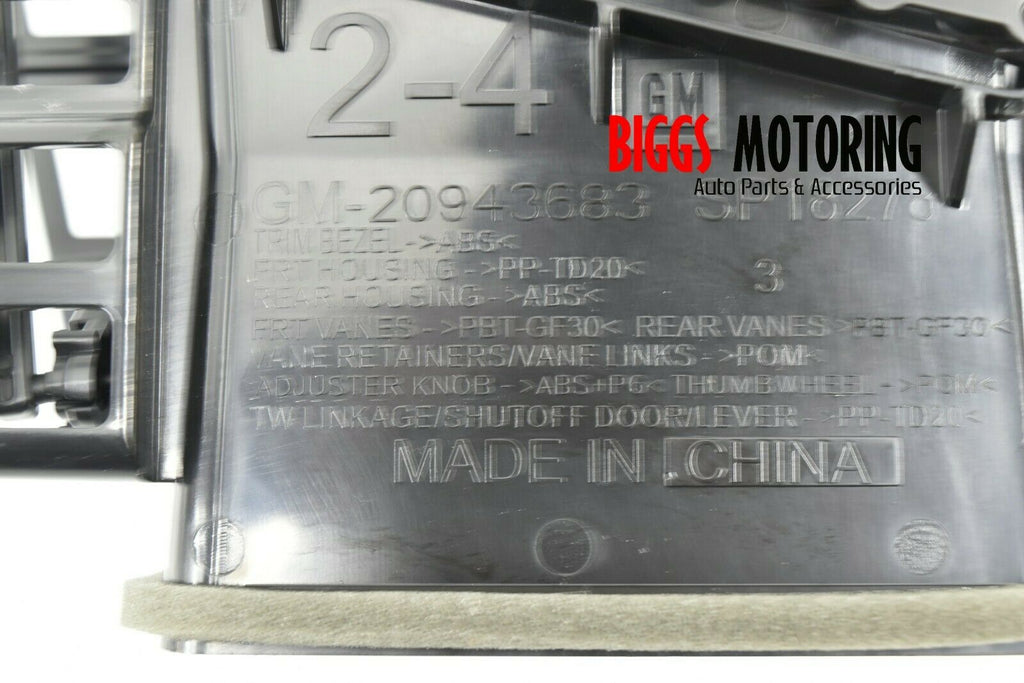 2-4 GM
BIGGS MOTORING
Auto Parts & Accessories
GM-20943683 SP18278
TRIM BEZEL ->ABS<
FRT HOUSING ->PP-TD20<
3
REAR HOUSING ->ABS<
FRT VANES ->PBT-GF30< REAR VANES >PBT-GF30<
VANE RETAINERS/VANE LINKS ->POM<
ADJUSTER KNOB ->ABS+P6< THUMBWHEEL ->POM<
TW LINKAGE/SHUTOFF DOOR/LEVER ->PP-TD20<
MADE IN CHINA